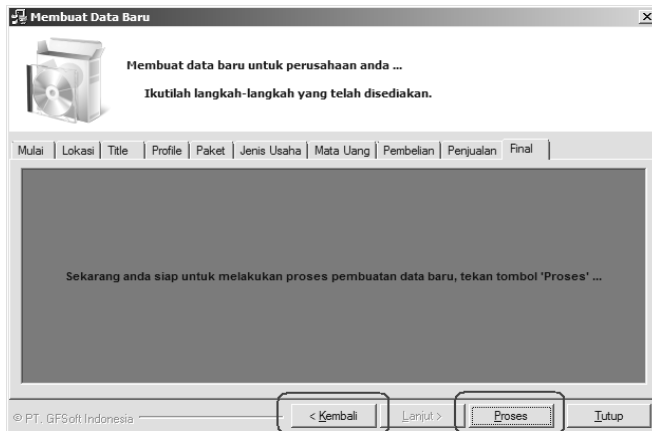 Membuat Data Baru
Membuat data baru untuk perusahaan anda ...
Ikutilah langkah-langkah yang telah disediakan.
Mulai Lokasi Title Profile Paket Jenis Usaha Mata Uang Pembelian Penjualan Final
Sekarang anda siap untuk melakukan proses pembuatan data baru, tekan tombol 'Proses' ...
© PT. GFSoft Indonesia < Kembali Lanjut > Proses Tutup